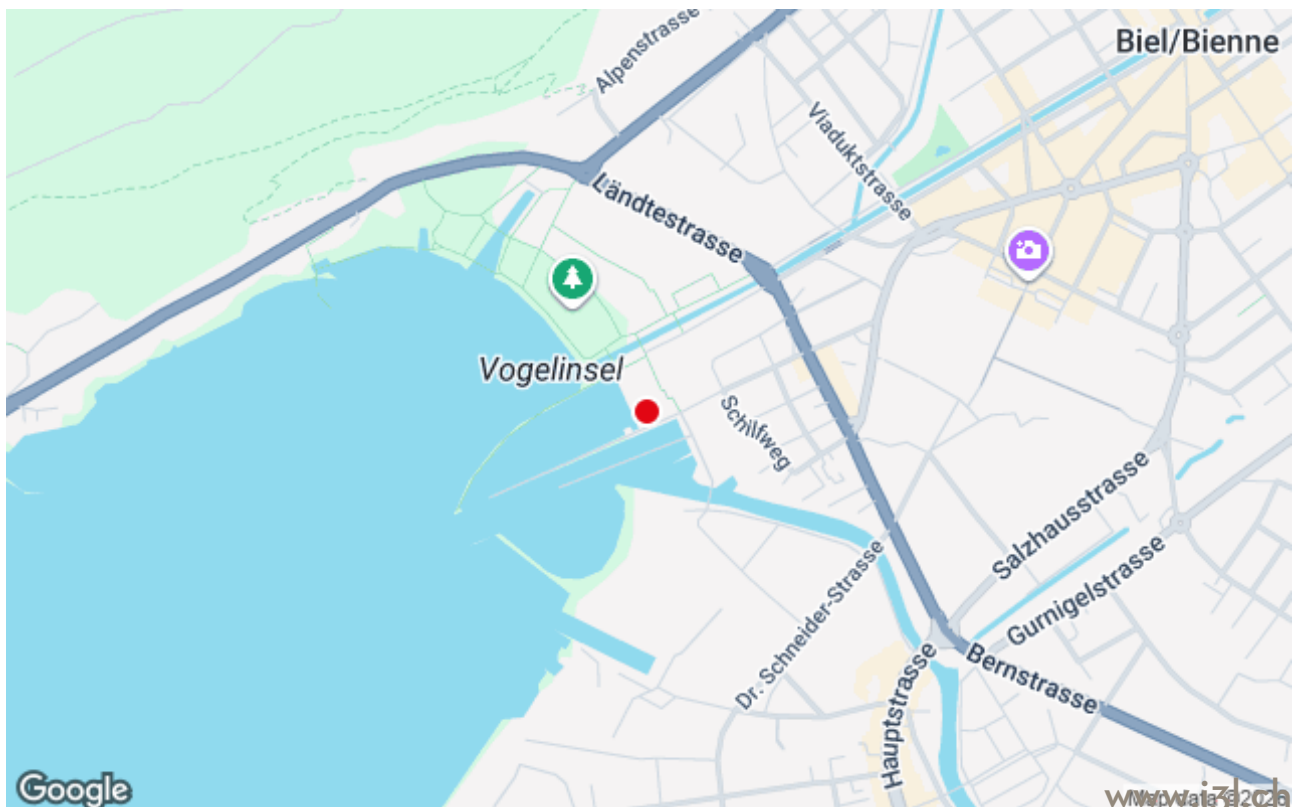 Biel/Bienne
Alpenstrasse
Viaduktstrasse
Ländtestrasse
Vogelinsel
Schilfweg
Salzhausstrasse
Gurnigelstrasse
Dr. Schneider-Strasse
Hauptstrasse
Bernstrasse
Google